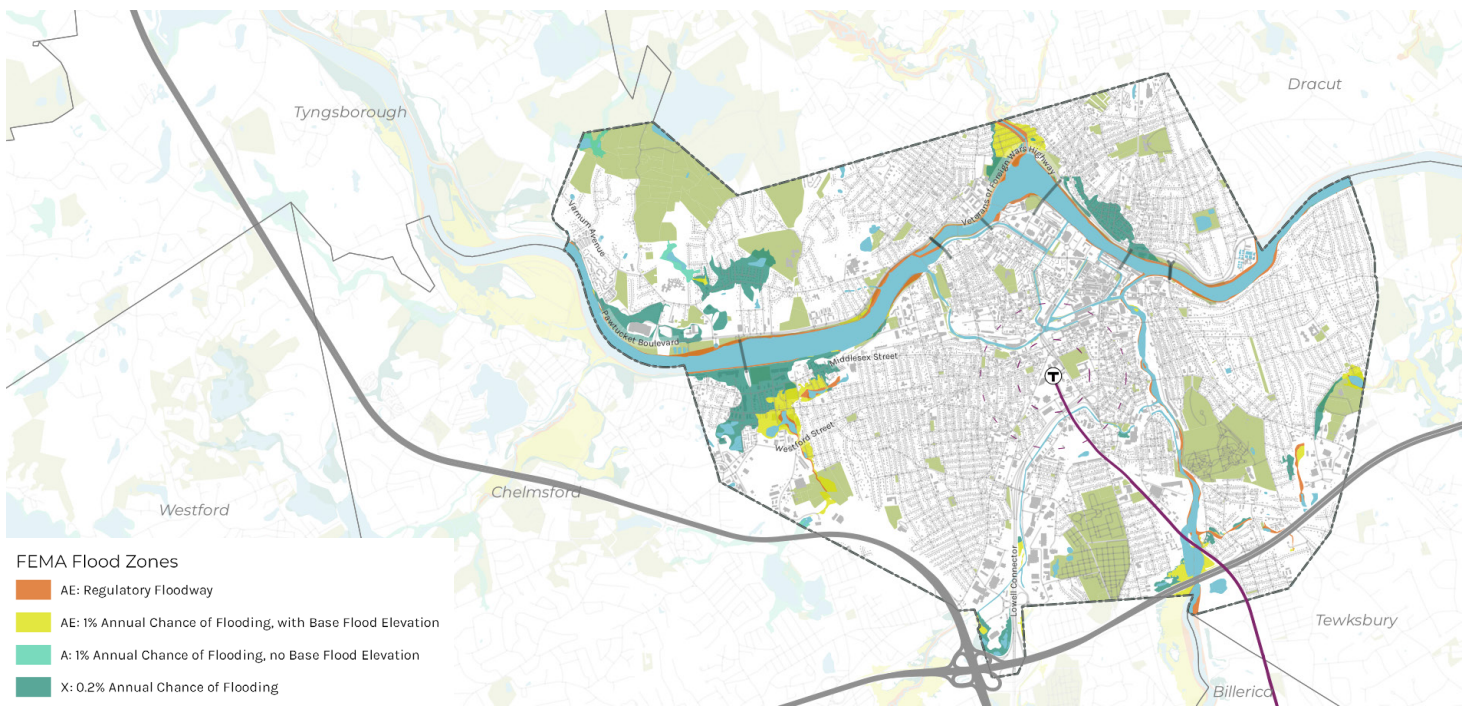 Dracut
Tyngsborough
Veterans of Foreign Wars Highway
Varnum Avenue
Pawtucket Boulevard
Middlesex Street
T
Westford Street
Chelmsford
Westford
Lowell Connector
Tewksbury
Billerica
FEMA Flood Zones
AE: Regulatory Floodway
AE: 1% Annual Chance of Flooding, with Base Flood Elevation
A: 1% Annual Chance of Flooding, no Base Flood Elevation
X: 0.2% Annual Chance of Flooding